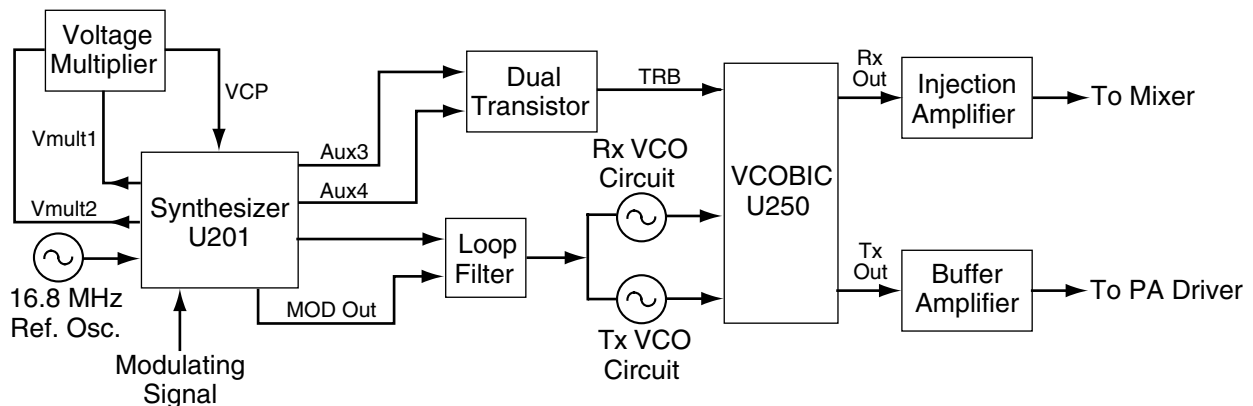 Voltage
Multiplier
VCP
Vmult1
Vmult2
16.8 MHz
Ref. Osc.
Synthesizer
U201
Modulating
Signal
Aux3
Aux4
MOD Out
Dual
Transistor
TRB
Loop
Filter
Rx VCO
Circuit
Tx VCO
Circuit
VCOBIC
U250
Rx
Out
Injection
Amplifier
To Mixer
Tx
Out
Buffer
Amplifier
To PA Driver